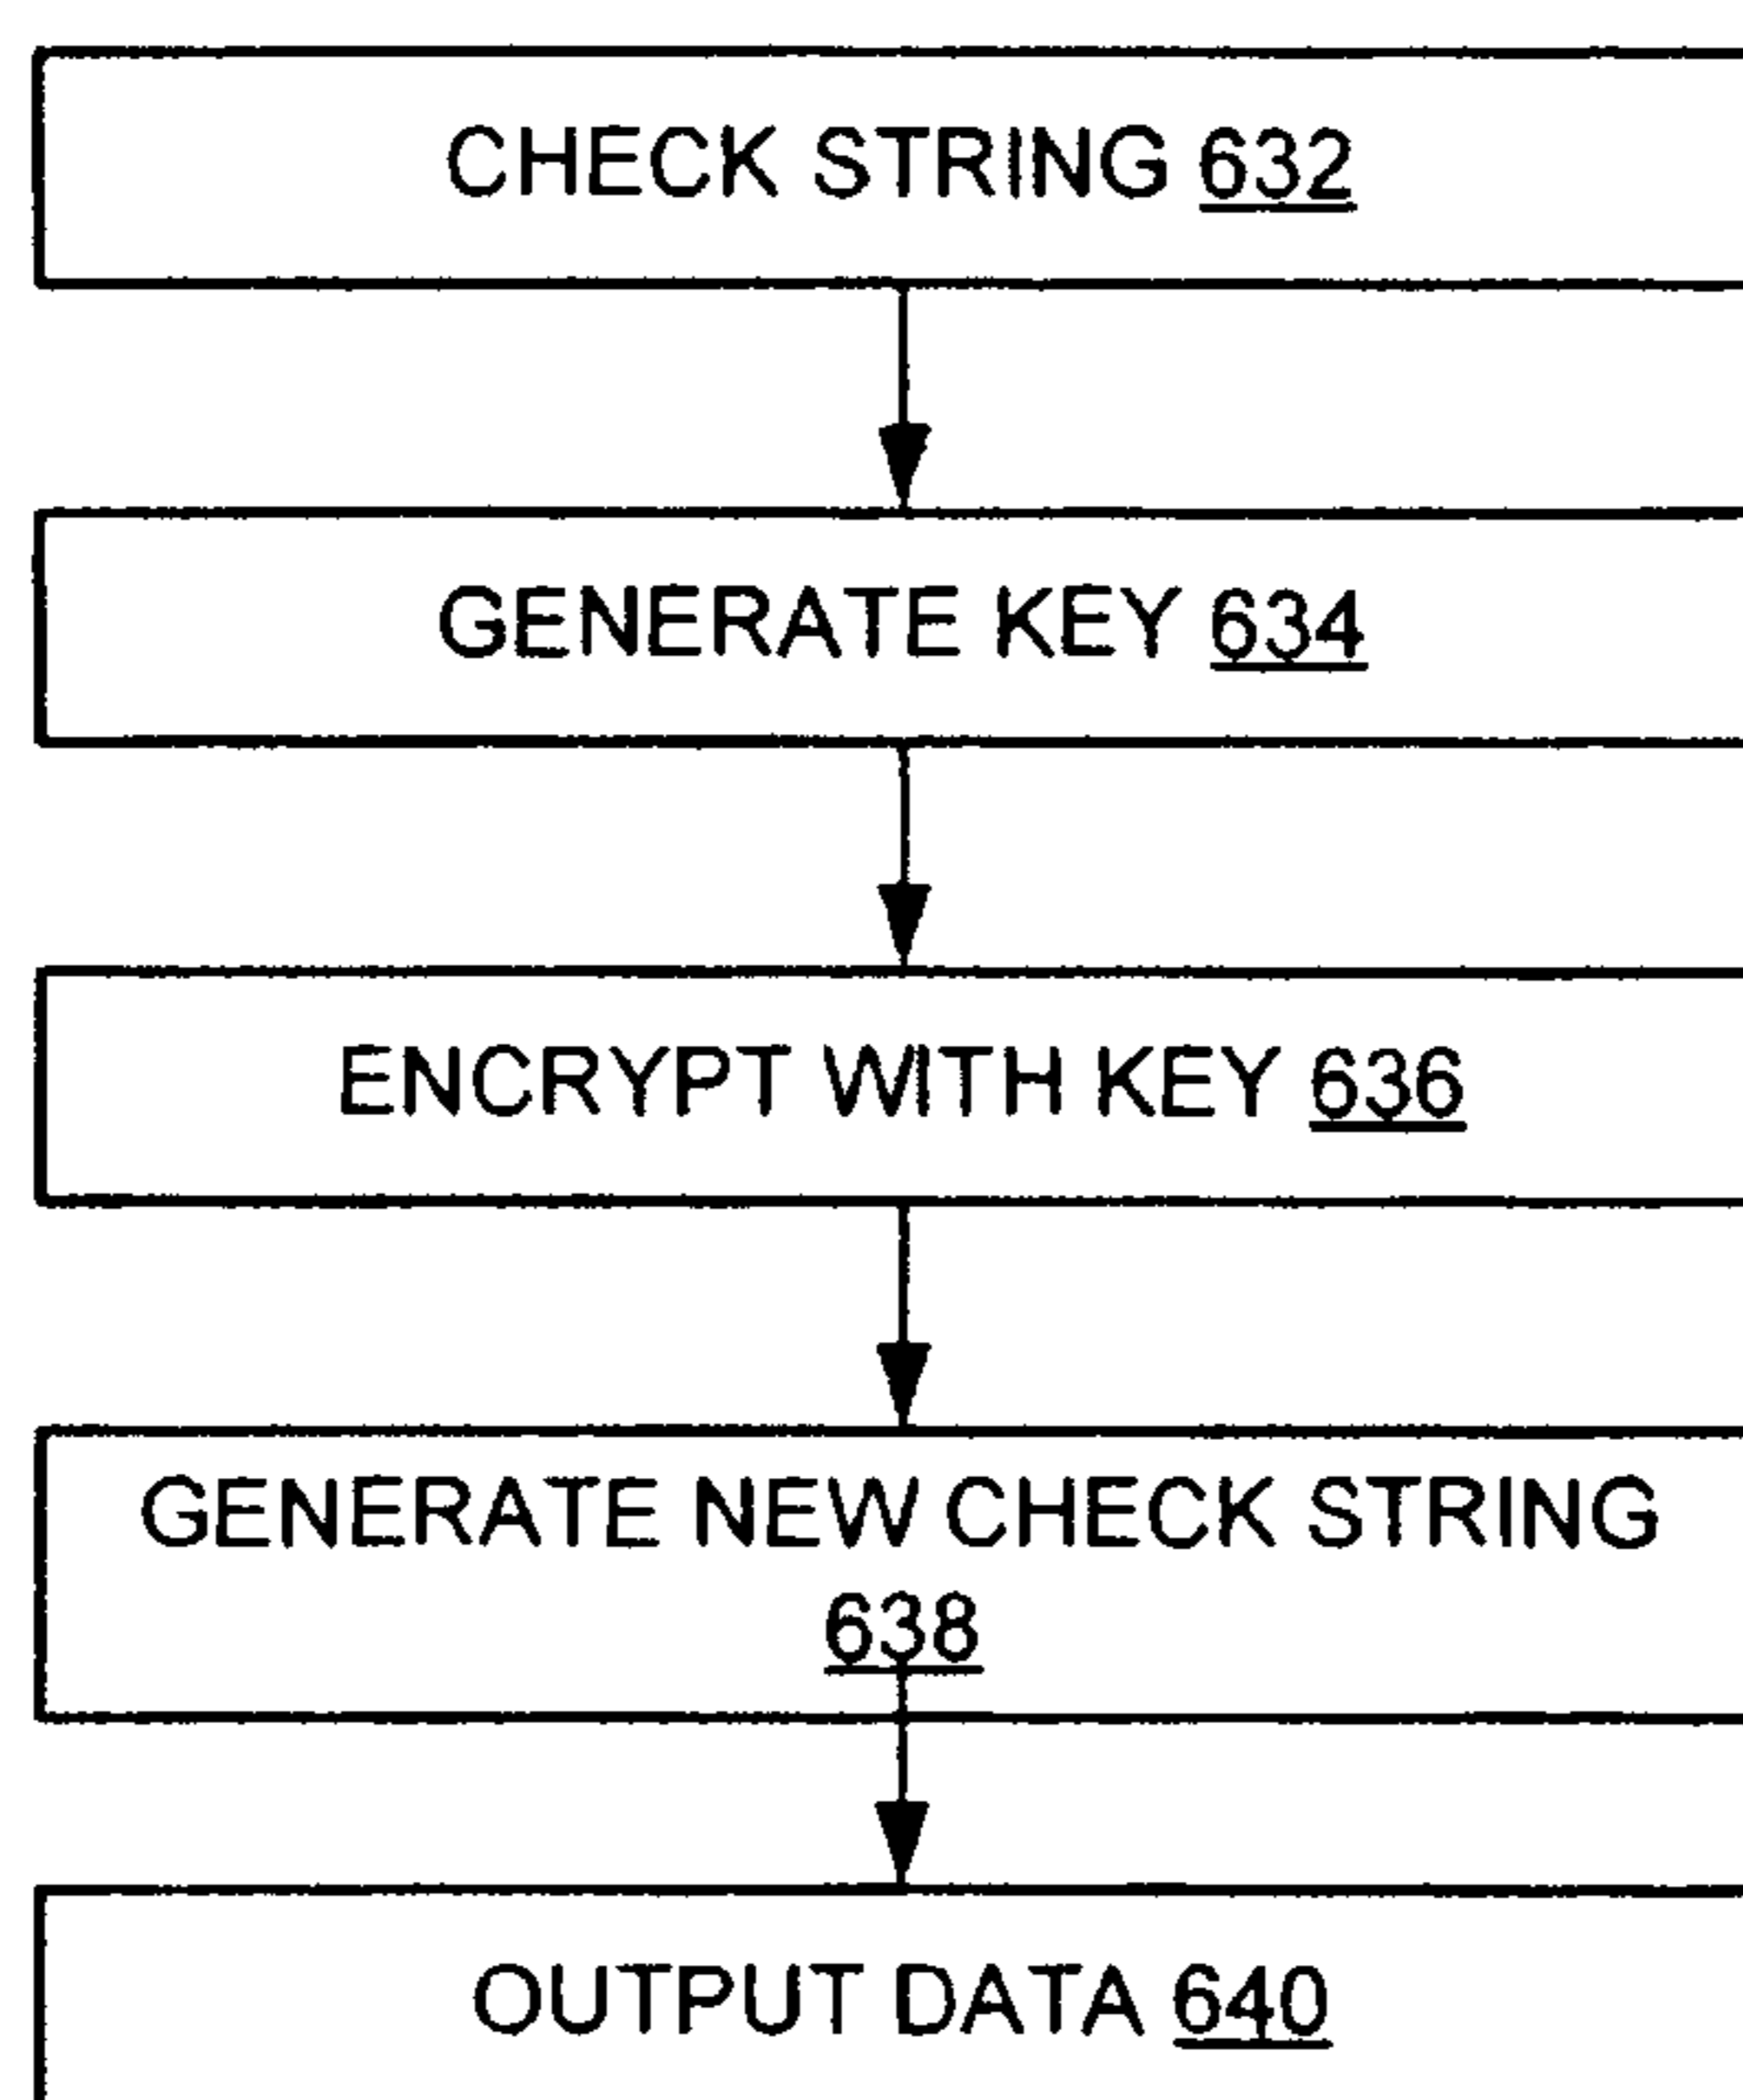 CHECK STRING 632
GENERATE KEY 634
ENCRYPT WITH KEY 636
GENERATE NEW CHECK STRING
638
OUTPUT DATA 640